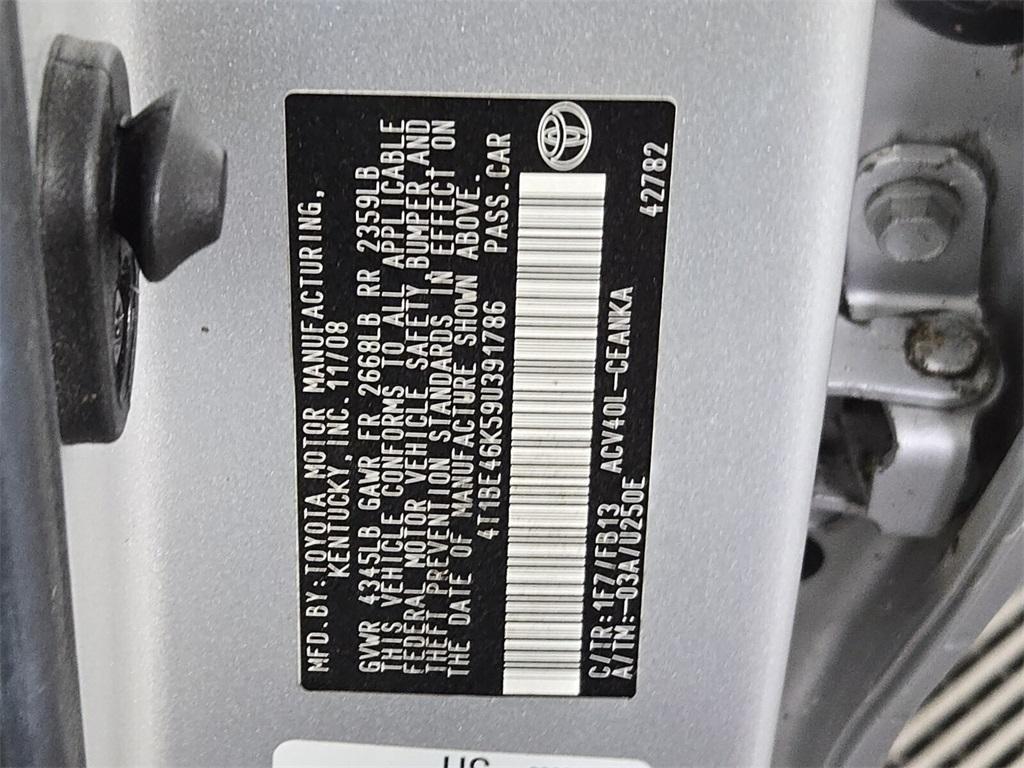 MFD.BY:TOYOTA MOTOR MANUFACTURING,
KENTUCKY,INC.11/08
GVWR 4345LB GAWR FR 2668LB RR 2359LB
THIS VEHICLE CONFORMS TO ALL APPLICABLE
FEDERAL MOTOR VEHICLE SAFETY,BUMPER,AND
THEFT PREVENTION STANDARDS IN EFFECT ON
THE DATE OF MANUFACTURE SHOWN ABOVE.
4T1BE46K59U391786 PASS.CAR
C/TR:1F7/FB13 ACV40L-CEANKA 42782
A/TM:-03A/U250E